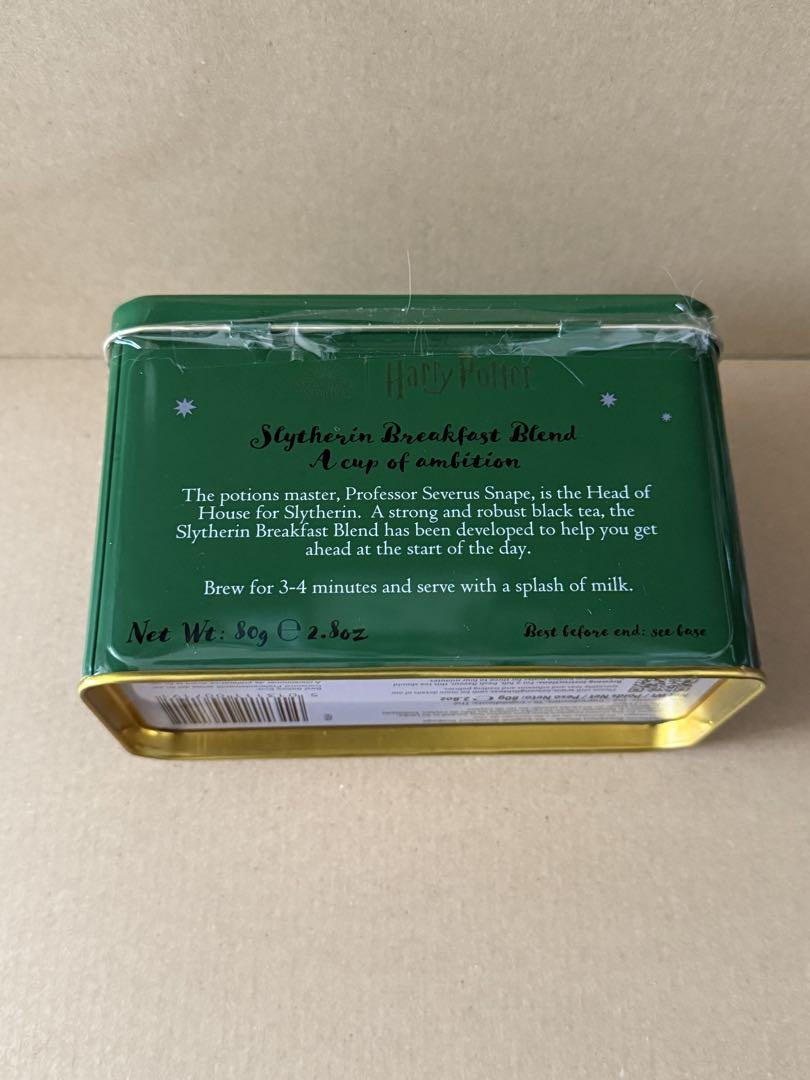 Harry Potter
Slytherin Breakfast Blend
A cup of ambition
The potions master, Professor Severus Snape, is the Head of
House for Slytherin. A strong and robust black tea, the
Slytherin Breakfast Blend has been developed to help you get
ahead at the start of the day.
Brew for 3-4 minutes and serve with a splash of milk.
Net Wt: 80g ℮ 2.8oz
Best before end: see base